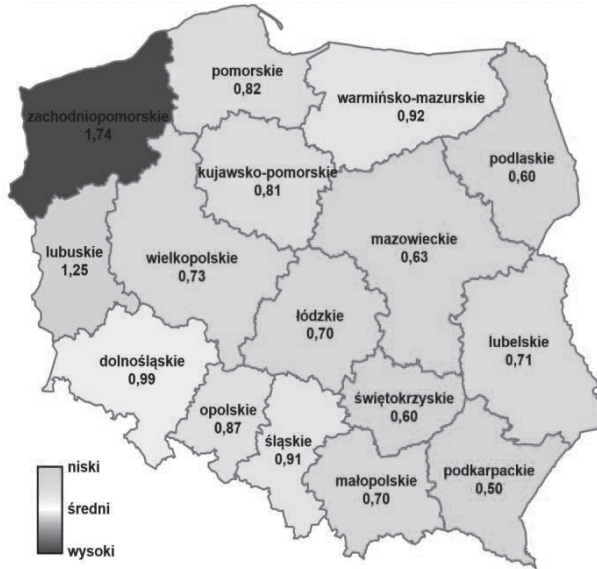 pomorskie
0,82
warmińsko-mazurskie
0,92
zachodniopomorskie
1,74
podlaskie
0,60
kujawsko-pomorskie
0,81
mazowieckie
0,63
lubuskie
1,25
wielkopolskie
0,73
łódzkie
0,70
lubelskie
0,71
dolnośląskie
0,99
świętokrzyskie
0,60
opolskie
0,87
śląskie
0,91
małopolskie
0,70
podkarpackie
0,50
niski
średni
wysoki